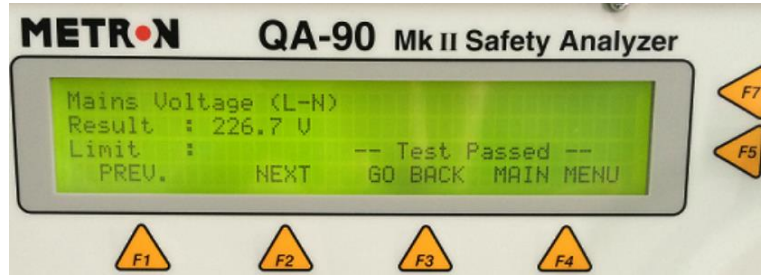 METRON QA-90 Mk II Safety Analyzer
Mains Voltage (L-N)
Result : 226.7 V
Limit : -- Test Passed --
PREV. NEXT GO BACK MAIN MENU
F7
F5
F1 F2 F3 F4